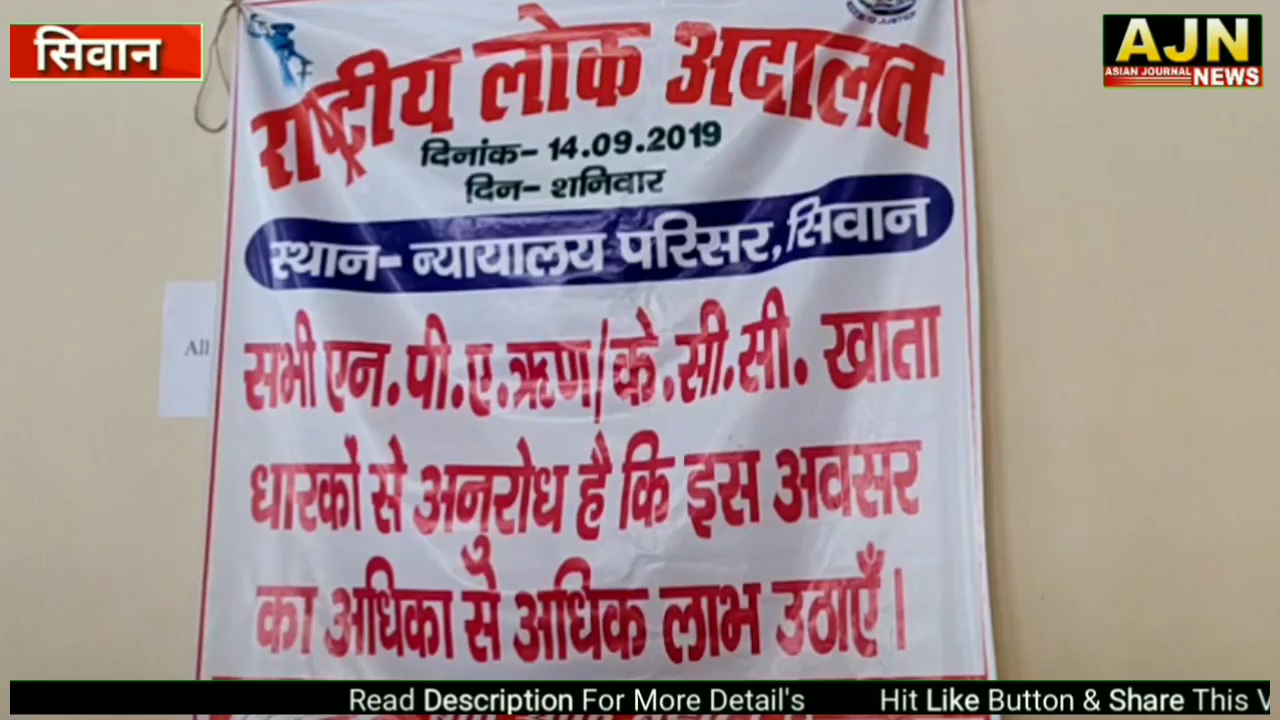 सिवान
AJN
ASIAN JOURNAL NEWS
राष्ट्रीय लोक अदालत
दिनांक- 14.09.2019
दिन- शनिवार
स्थान- न्यायालय परिसर, सिवान
All
सभी एन.पी.ए.ऋण/के.सी.सी. खाता
धारकों से अनुरोध है कि इस अवसर
का अधिका से अधिक लाभ उठाएँ।
Read Description For More Detail's Hit Like Button & Share This V